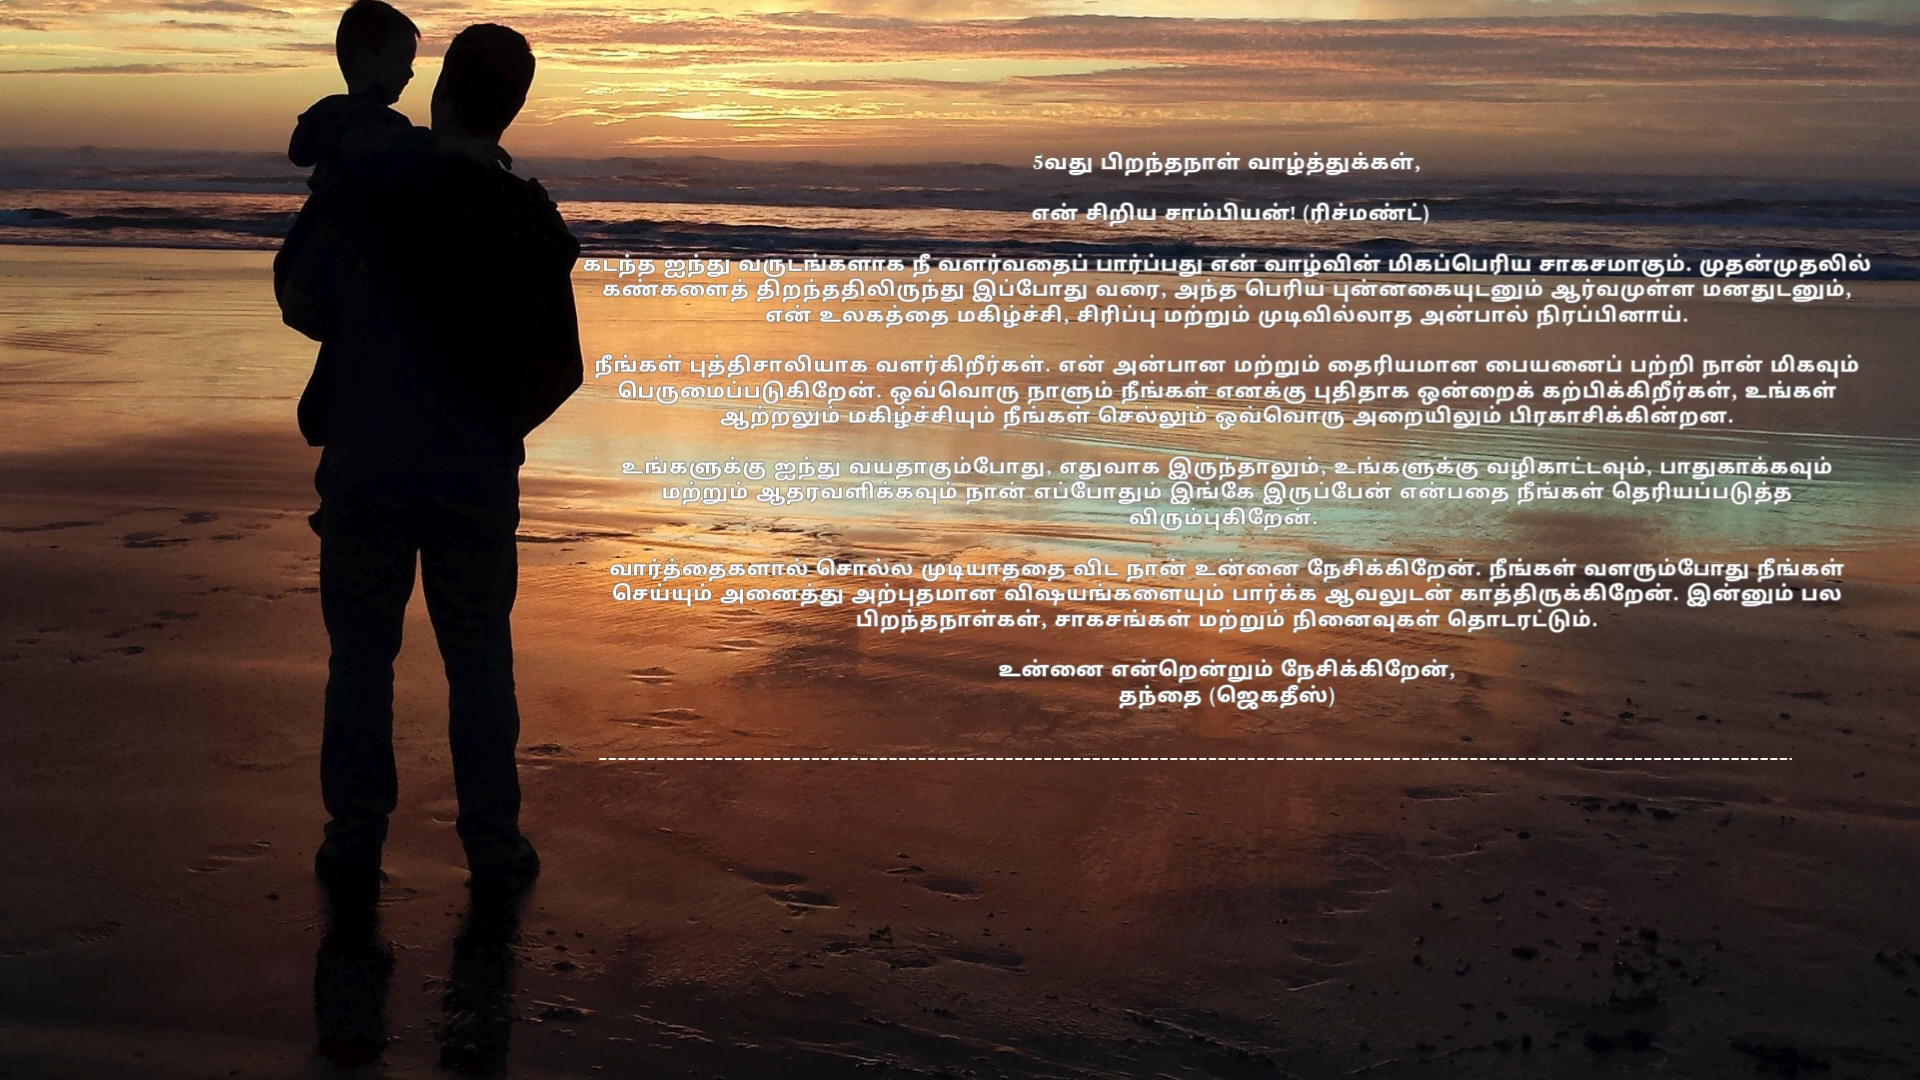 5வது பிறந்தநாள் வாழ்த்துக்கள்,
என் சிறிய சாம்பியன்! (ரிச்மண்ட்)
கடந்த ஐந்து வருடங்களாக நீ வளர்வதைப் பார்ப்பது என் வாழ்வின் மிகப்பெரிய சாகசமாகும். முதன்முதலில்
கண்களைத் திறந்ததிலிருந்து இப்போது வரை, அந்த பெரிய புன்னகையுடனும் ஆர்வமுள்ள மனதுடனும்,
என் உலகத்தை மகிழ்ச்சி, சிரிப்பு மற்றும் முடிவில்லாத அன்பால் நிரப்பினாய்.
நீங்கள் புத்திசாலியாக வளர்கிறீர்கள். என் அன்பான மற்றும் தைரியமான பையனைப் பற்றி நான் மிகவும்
பெருமைப்படுகிறேன். ஒவ்வொரு நாளும் நீங்கள் எனக்கு புதிதாக ஒன்றைக் கற்பிக்கிறீர்கள், உங்கள்
ஆற்றலும் மகிழ்ச்சியும் நீங்கள் செல்லும் ஒவ்வொரு அறையிலும் பிரகாசிக்கின்றன.
உங்களுக்கு ஐந்து வயதாகும்போது, எதுவாக இருந்தாலும், உங்களுக்கு வழிகாட்டவும், பாதுகாக்கவும்
மற்றும் ஆதரவளிக்கவும் நான் எப்போதும் இங்கே இருப்பேன் என்பதை நீங்கள் தெரியப்படுத்த
விரும்புகிறேன்.
வார்த்தைகளால் சொல்ல முடியாததை விட நான் உன்னை நேசிக்கிறேன். நீங்கள் வளரும்போது நீங்கள்
செய்யும் அனைத்து அற்புதமான விஷயங்களையும் பார்க்க ஆவலுடன் காத்திருக்கிறேன். இன்னும் பல
பிறந்தநாள்கள், சாகசங்கள் மற்றும் நினைவுகள் தொடரட்டும்.
உன்னை என்றென்றும் நேசிக்கிறேன்,
தந்தை (ஜெகதீஸ்)